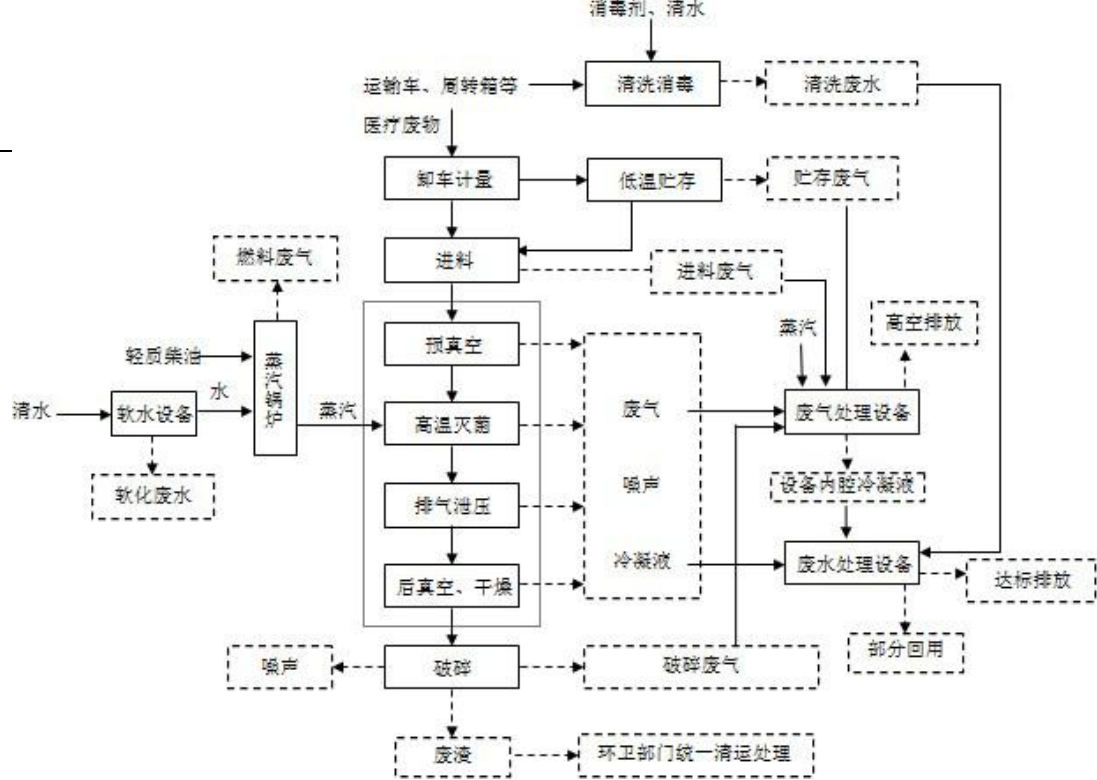 消毒剂、清水
运输车、周转箱等
清洗消毒
清洗废水
医疗废物
卸车计量
低温贮存
贮存废气
燃料废气
进料
进料废气
蒸汽
高空排放
轻质柴油
蒸汽锅炉
预真空
清水
软水设备
水
蒸汽
高温灭菌
废气
废气处理设备
软化废水
排气泄压
噪声
设备内腔冷凝液
后真空、干燥
冷凝液
废水处理设备
达标排放
噪声
破碎
破碎废气
部分回用
废渣
环卫部门统一清运处理